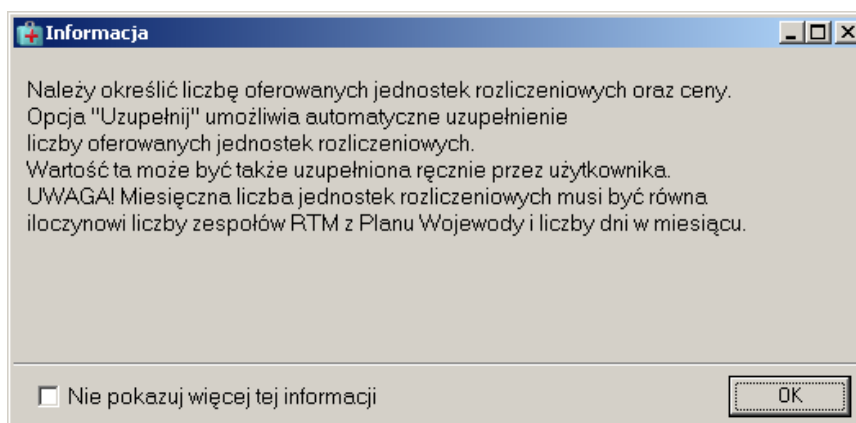 Informacja
Należy określić liczbę oferowanych jednostek rozliczeniowych oraz ceny.
Opcja "Uzupełnij" umożliwia automatyczne uzupełnienie
liczby oferowanych jednostek rozliczeniowych.
Wartość ta może być także uzupełniona ręcznie przez użytkownika.
UWAGA! Miesięczna liczba jednostek rozliczeniowych musi być równa
iloczynowi liczby zespołów RTM z Planu Wojewody i liczby dni w miesiącu.
Nie pokazuj więcej tej informacji
OK